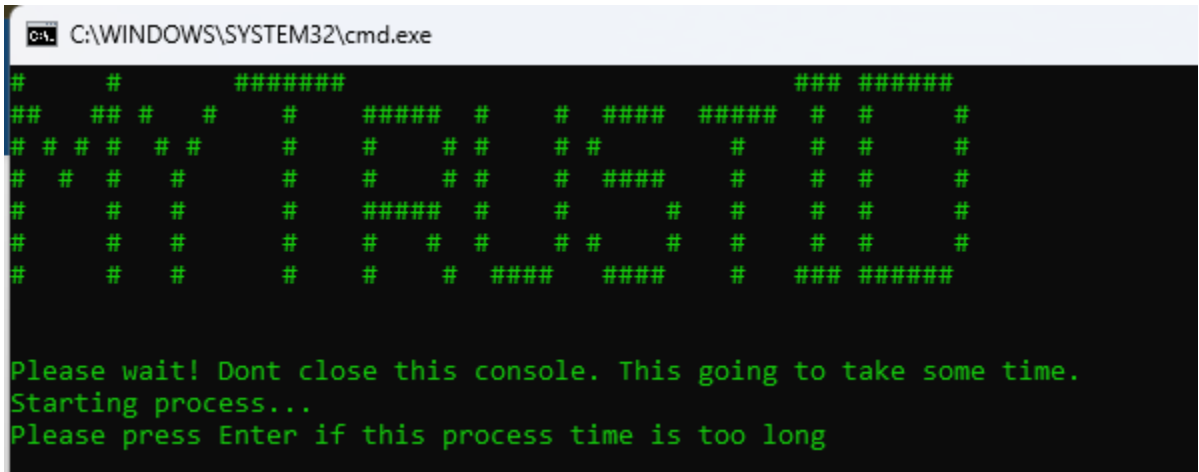 C:\WINDOWS\SYSTEM32\cmd.exe
MyTrustID
Please wait! Dont close this console. This going to take some time.
Starting process...
Please press Enter if this process time is too long